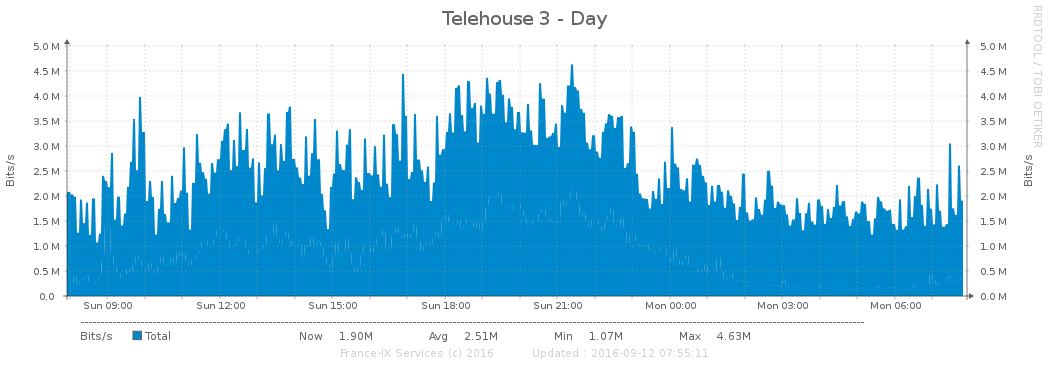 Telehouse 3 - Day
RRDTOOL / TOBI OETIKER
Bits/s
5.0 M
4.5 M
4.0 M
3.5 M
3.0 M
2.5 M
2.0 M
1.5 M
1.0 M
0.5 M
0.0
5.0 M
4.5 M
4.0 M
3.5 M
3.0 M
2.5 M
2.0 M
1.5 M
1.0 M
0.5 M
0.0 M
Bits/s
Sun 09:00 Sun 12:00 Sun 15:00 Sun 18:00 Sun 21:00 Mon 00:00 Mon 03:00 Mon 06:00
Bits/s Total Now 1.90M Avg 2.51M Min 1.07M Max 4.63M
France-IX Services (c) 2016 Updated : 2016-09-12 07:55:11